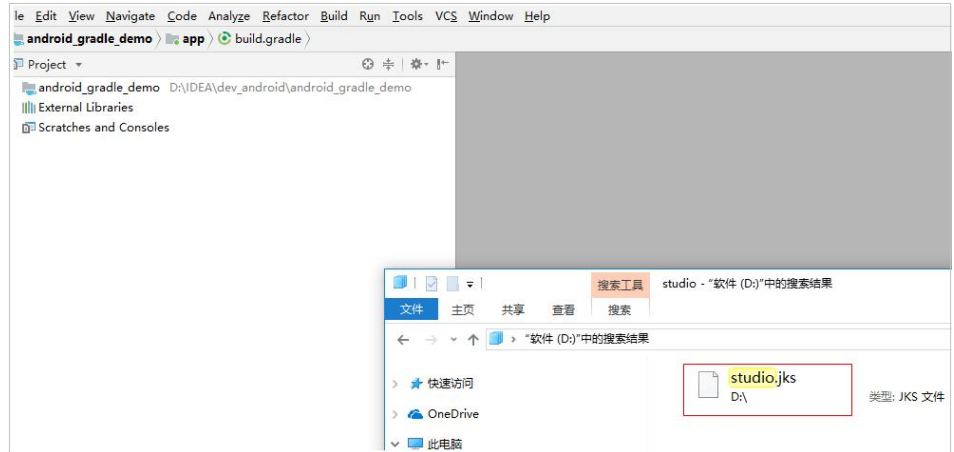 le Edit View Navigate Code Analyze Refactor Build Run Tools VCS Window Help
android_gradle_demo app build.gradle
Project
android_gradle_demo D:\IDEA\dev_android\android_gradle_demo
External Libraries
Scratches and Consoles
搜索工具 studio - “软件 (D:)”中的搜索结果
文件 主页 共享 查看 搜索
“软件 (D:)”中的搜索结果
studio.jks
快速访问
D:\ 类型: JKS 文件
OneDrive
此电脑